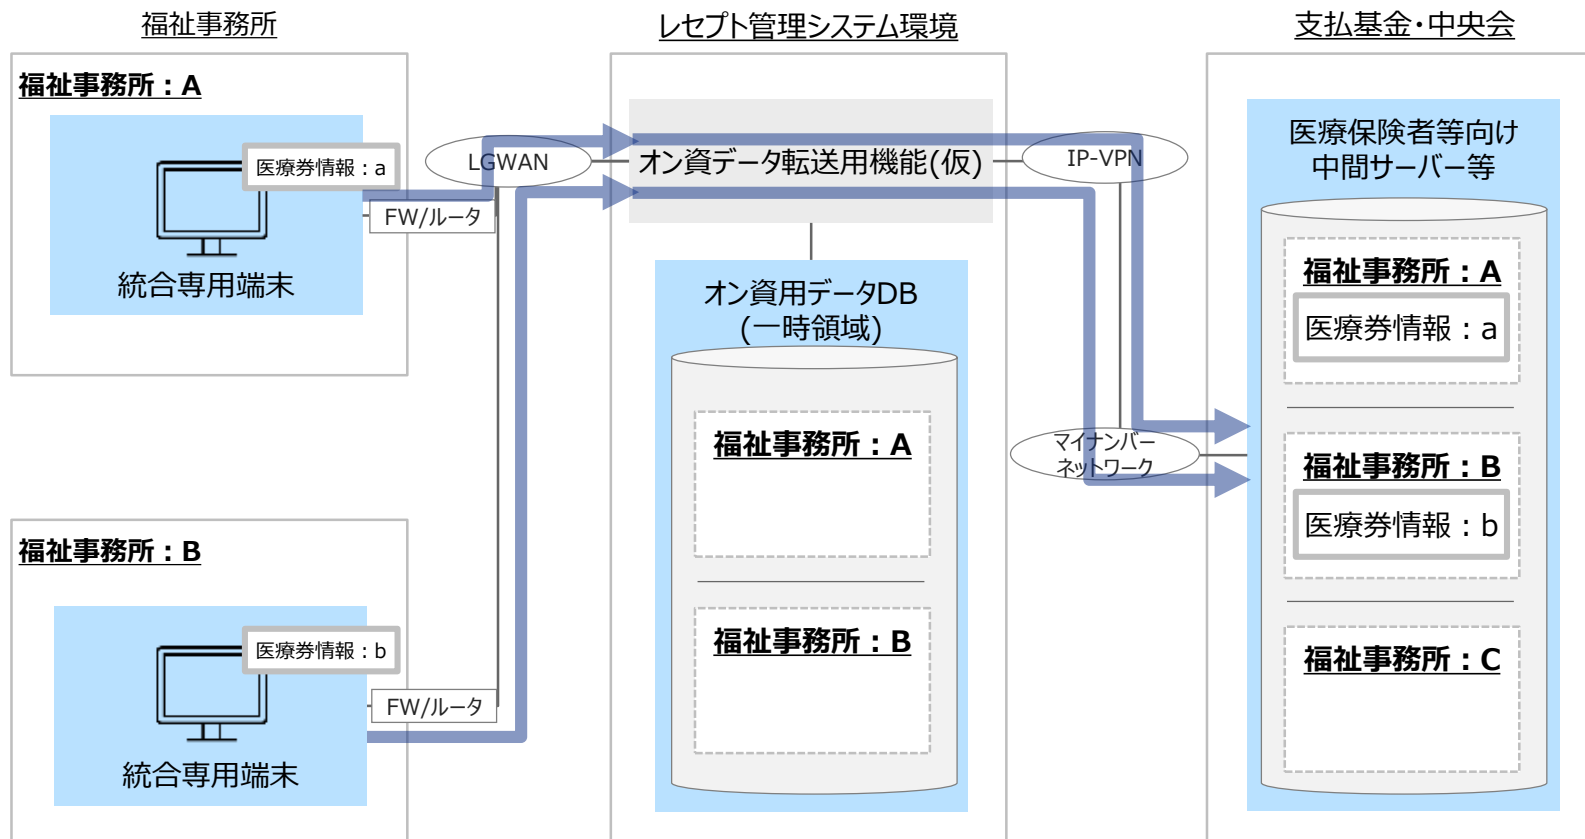 福祉事務所
福祉事務所：A
医療券情報：a
統合専用端末
FW/ルータ
LGWAN
福祉事務所：B
医療券情報：b
統合専用端末
FW/ルータ
レセプト管理システム環境
オン資データ転送用機能(仮)
オン資用データDB
(一時領域)
福祉事務所：A
福祉事務所：B
IP-VPN
マイナンバー
ネットワーク
支払基金・中央会
医療保険者等向け
中間サーバー等
福祉事務所：A
医療券情報：a
福祉事務所：B
医療券情報：b
福祉事務所：C